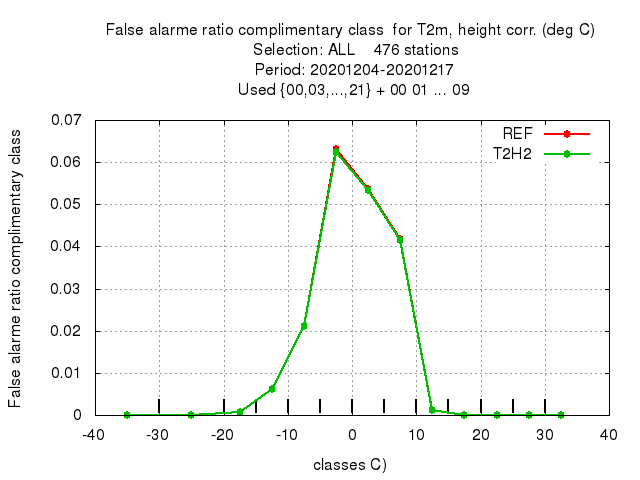 False alarme ratio complimentary class  for T2m, height corr. (deg C)
Selection: ALL    476 stations
Period: 20201204-20201217
Used {00,03,...,21} + 00 01 ... 09
False alarme ratio complimentary class
0.07
0.06
0.05
0.04
0.03
0.02
0.01
0
REF
T2H2
-40 -30 -20 -10 0 10 20 30 40
classes C)